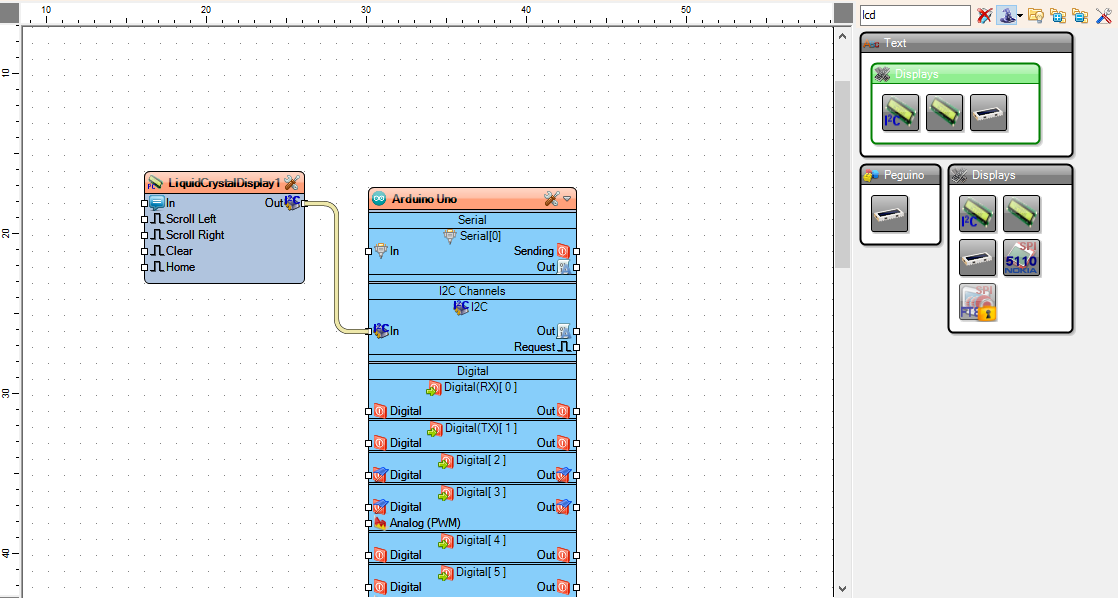 10
20
30
40
50
lcd
10
20
30
40
LiquidCrystalDisplay1
In
Out
Scroll Left
Scroll Right
Clear
Home
Arduino Uno
Serial
Serial[0]
In
Sending
Out
I2C Channels
I2C
In
Out
Request
Digital
Digital(RX)[ 0 ]
Digital
Out
Digital(TX)[ 1 ]
Digital
Out
Digital[ 2 ]
Digital
Out
Digital[ 3 ]
Digital
Out
Analog (PWM)
Digital[ 4 ]
Digital
Out
Digital[ 5 ]
Digital
Out
Text
Displays
I²C
Peguino
Displays
I²C
SPI
5110
NOKIA
SPI